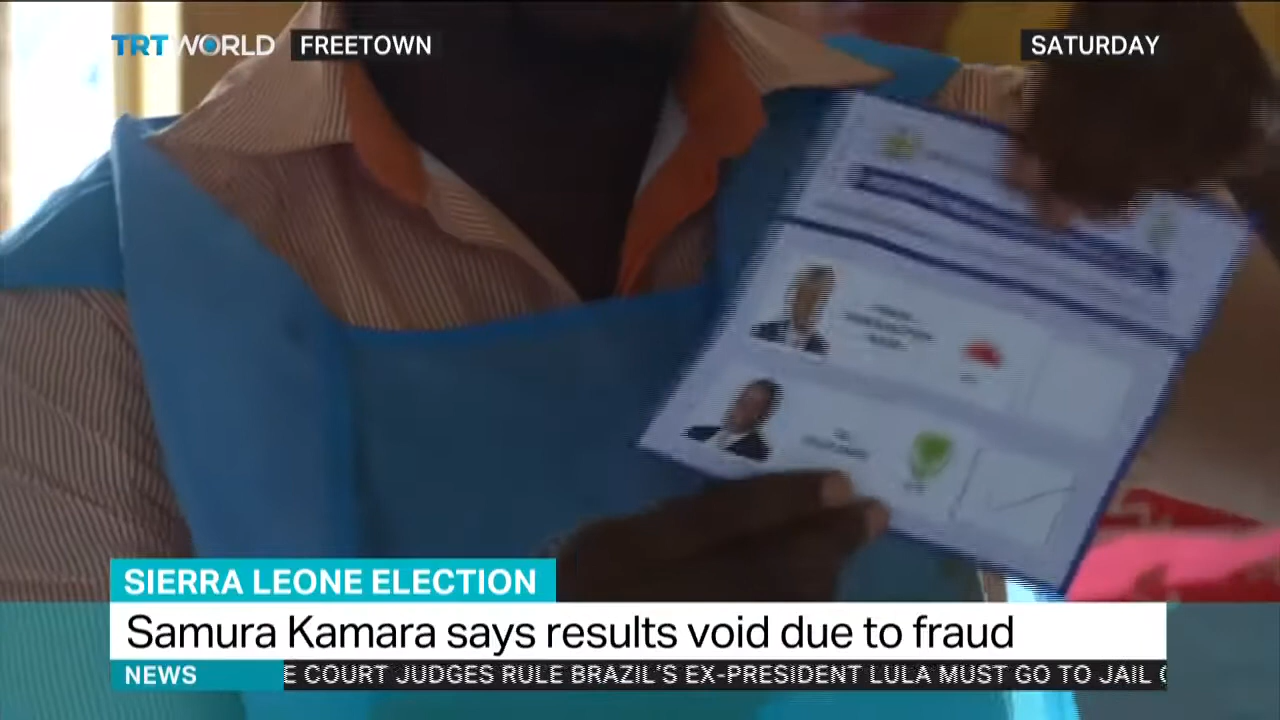 TRT WORLD
FREETOWN
SATURDAY
SIERRA LEONE ELECTION
Samura Kamara says results void due to fraud
NEWS
E COURT JUDGES RULE BRAZIL'S EX-PRESIDENT LULA MUST GO TO JAIL